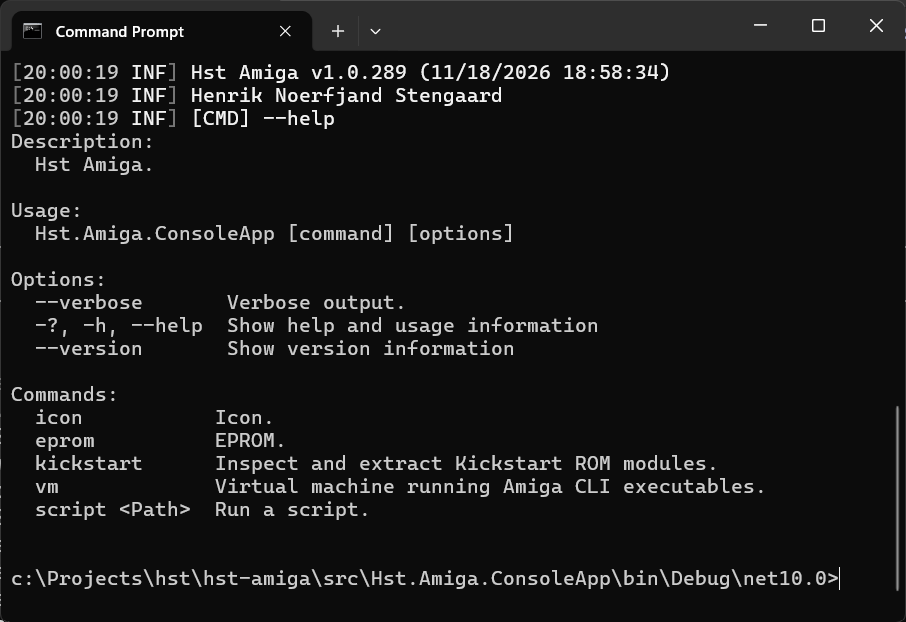 Command Prompt
[20:00:19 INF] Hst Amiga v1.0.289 (11/18/2026 18:58:34)
[20:00:19 INF] Henrik Noerfjand Stengaard
[20:00:19 INF] [CMD] --help
Description:
  Hst Amiga.

Usage:
  Hst.Amiga.ConsoleApp [command] [options]

Options:
  --verbose       Verbose output.
  -?, -h, --help  Show help and usage information
  --version       Show version information

Commands:
  icon           Icon.
  eprom          EPROM.
  kickstart      Inspect and extract Kickstart ROM modules.
  vm             Virtual machine running Amiga CLI executables.
  script <Path>  Run a script.

c:\Projects\hst\hst-amiga\src\Hst.Amiga.ConsoleApp\bin\Debug\net10.0>